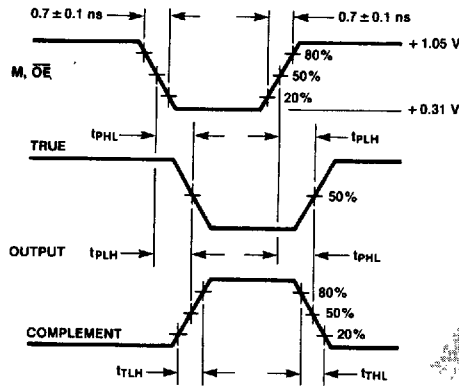 0.7 ± 0.1 ns 0.7 ± 0.1 ns
+ 1.05 V
80%
M, O̅E̅ 50%
20%
+ 0.31 V
tPHL tPLH
TRUE
50%
OUTPUT
tPLH tPHL
80%
50%
COMPLEMENT 20%
tTLH tTHL